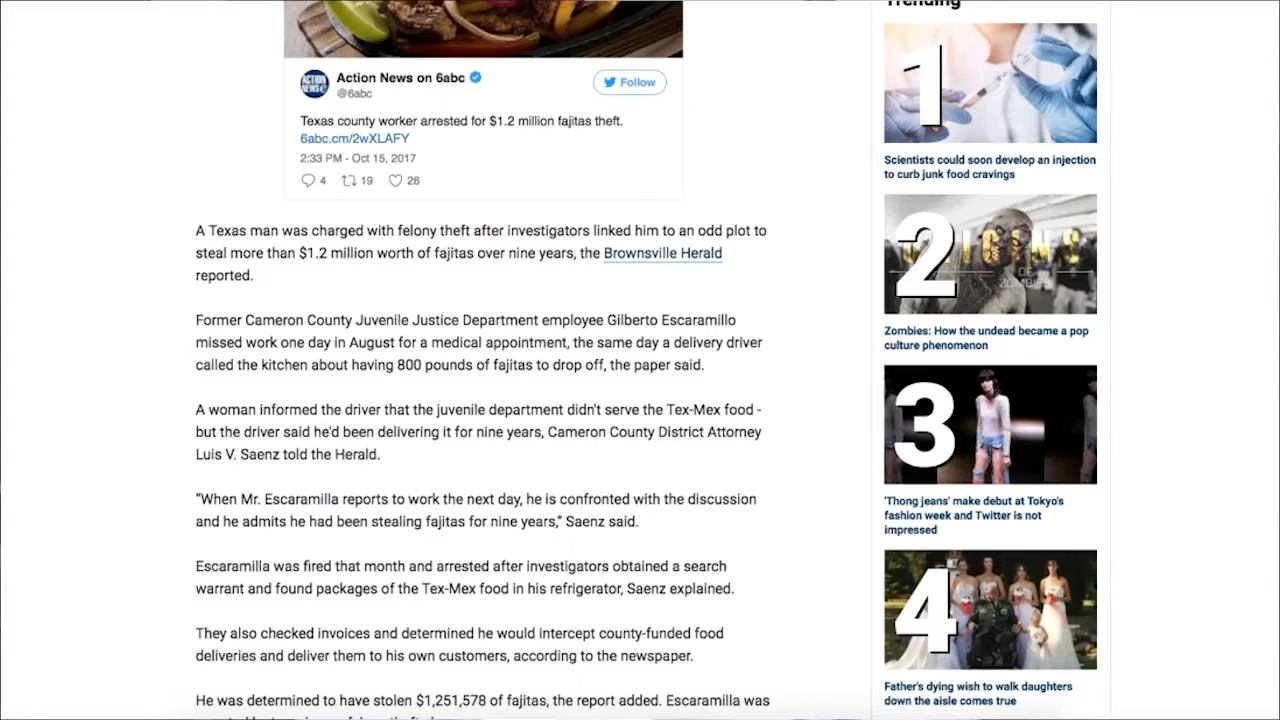 Trending
ACTION NEWS
Action News on 6abc
@6abc
Follow
Texas county worker arrested for $1.2 million fajitas theft.
6abc.cm/2wXLAFY
2:33 PM - Oct 15, 2017
4 19 26
A Texas man was charged with felony theft after investigators linked him to an odd plot to
steal more than $1.2 million worth of fajitas over nine years, the Brownsville Herald
reported.
Former Cameron County Juvenile Justice Department employee Gilberto Escaramillo
missed work one day in August for a medical appointment, the same day a delivery driver
called the kitchen about having 800 pounds of fajitas to drop off, the paper said.
A woman informed the driver that the juvenile department didn't serve the Tex-Mex food -
but the driver said he'd been delivering it for nine years, Cameron County District Attorney
Luis V. Saenz told the Herald.
"When Mr. Escaramilla reports to work the next day, he is confronted with the discussion
and he admits he had been stealing fajitas for nine years," Saenz said.
Escaramilla was fired that month and arrested after investigators obtained a search
warrant and found packages of the Tex-Mex food in his refrigerator, Saenz explained.
They also checked invoices and determined he would intercept county-funded food
deliveries and deliver them to his own customers, according to the newspaper.
He was determined to have stolen $1,251,578 of fajitas, the report added. Escaramilla was
1
Scientists could soon develop an injection
to curb junk food cravings
2
ORIGINS
OF
ZOMBIES
Zombies: How the undead became a pop
culture phenomenon
3
'Thong jeans' make debut at Tokyo's
fashion week and Twitter is not
impressed
4
Father's dying wish to walk daughters
down the aisle comes true